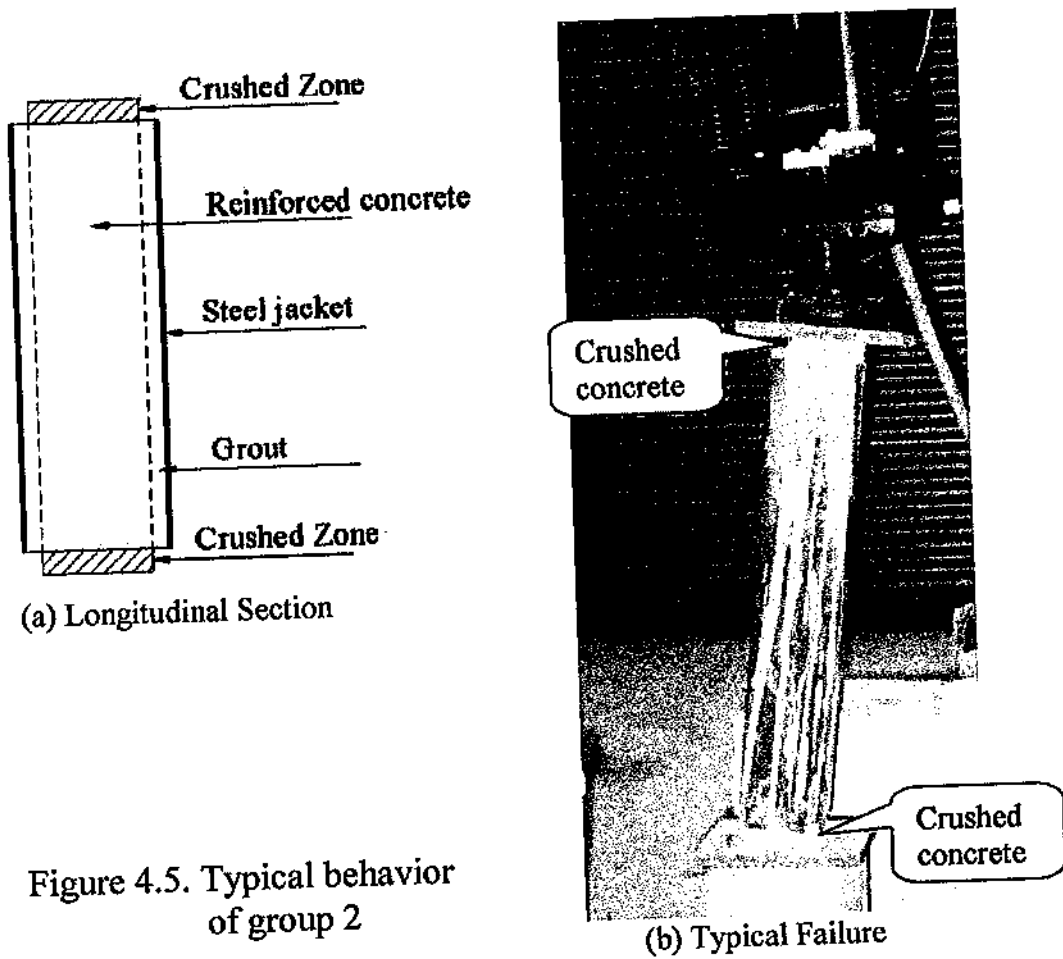 Crushed Zone
Reinforced concrete
Steel jacket
Grout
Crushed Zone
(a) Longitudinal Section
Crushed
concrete
Crushed
concrete
Figure 4.5. Typical behavior
of group 2
(b) Typical Failure